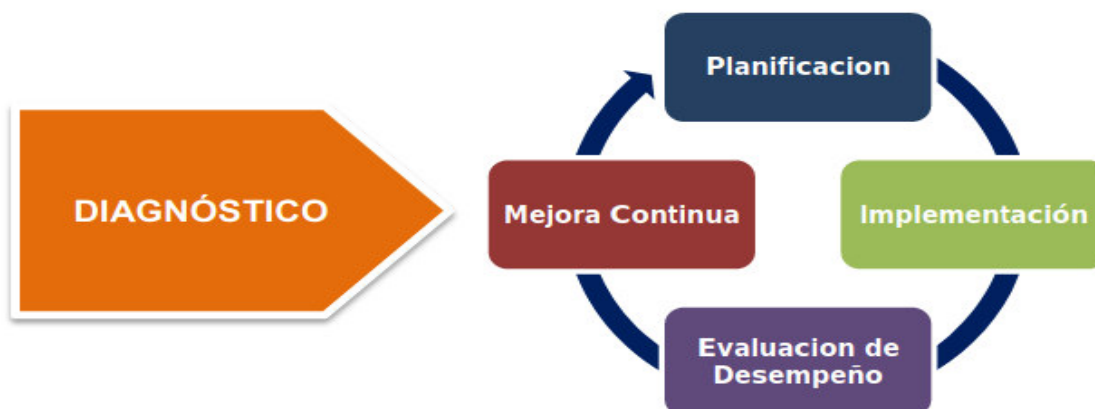 DIAGNÓSTICO
Planificacion
Implementación
Evaluacion de
Desempeño
Mejora Continua